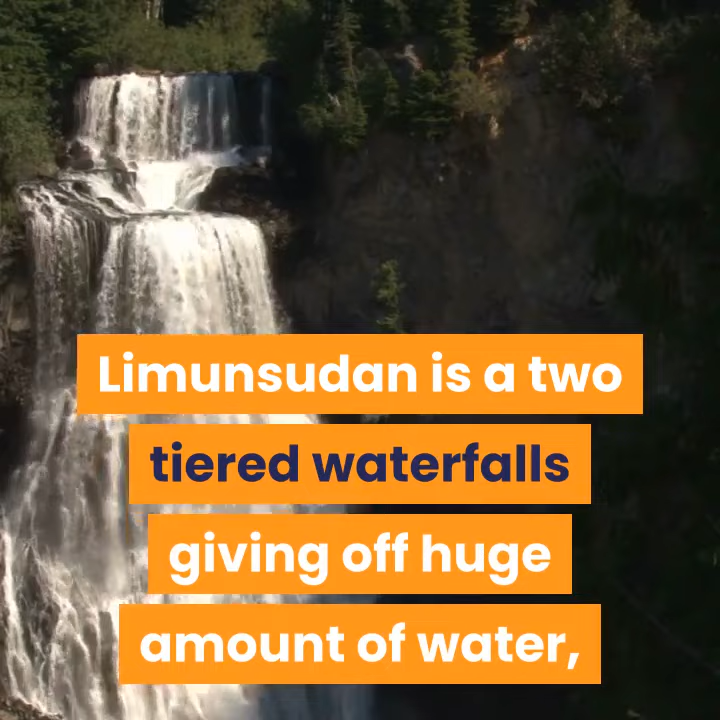 Limunsudan is a two
tiered waterfalls
giving off huge
amount of water,